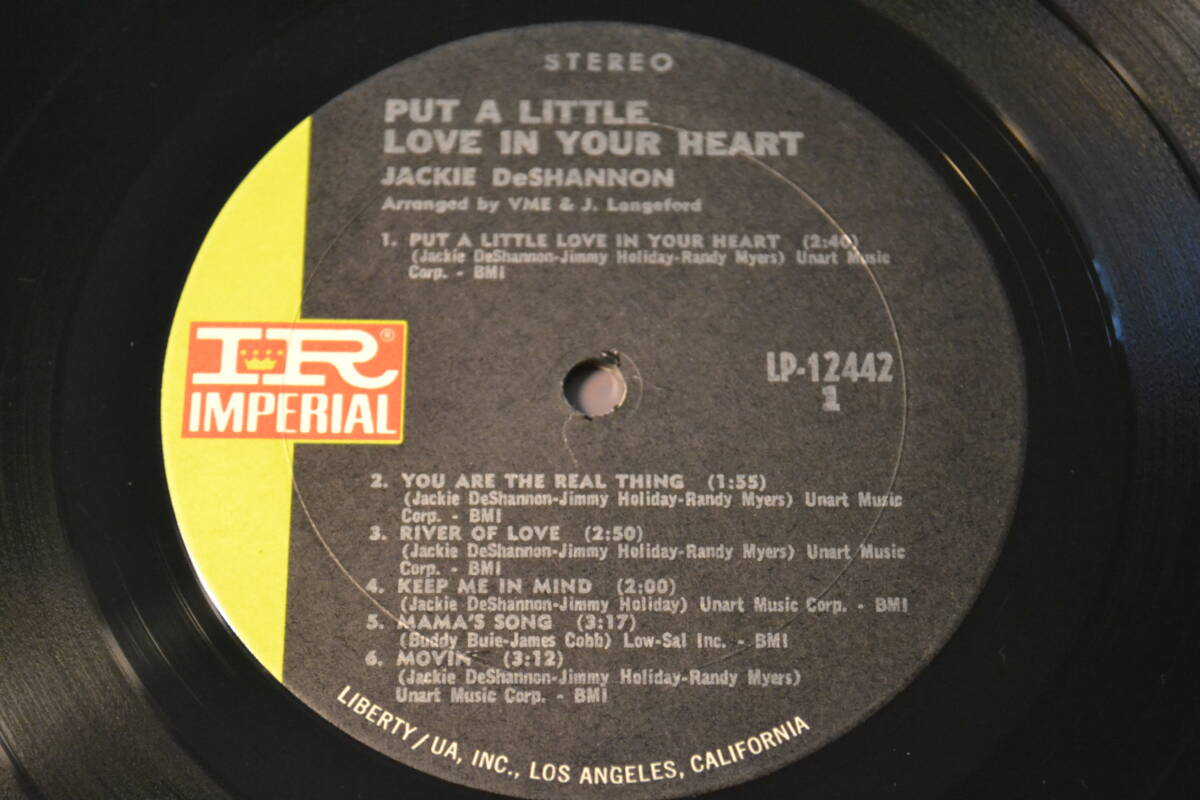 STEREO
PUT A LITTLE
LOVE IN YOUR HEART
JACKIE DeSHANNON
Arranged by VME & J. Langeford
1. PUT A LITTLE LOVE IN YOUR HEART (2:40)
(Jackie DeShannon-Jimmy Holiday-Randy Myers) Unart Music
Corp. - BMI
IR®
IMPERIAL
LP-12442
1
2. YOU ARE THE REAL THING (1:55)
(Jackie DeShannon-Jimmy Holiday-Randy Myers) Unart Music
Corp. - BMI
3. RIVER OF LOVE (2:50)
(Jackie DeShannon-Jimmy Holiday-Randy Myers) Unart Music
Corp. - BMI
4. KEEP ME IN MIND (2:00)
(Jackie DeShannon-Jimmy Holiday) Unart Music Corp. - BMI
5. MAMA'S SONG (3:17)
(Buddy Buie-James Cobb) Low-Sal Inc. - BMI
6. MOVIN' (3:12)
(Jackie DeShannon-Jimmy Holiday-Randy Myers)
Unart Music Corp. - BMI
LIBERTY/UA, INC., LOS ANGELES, CALIFORNIA